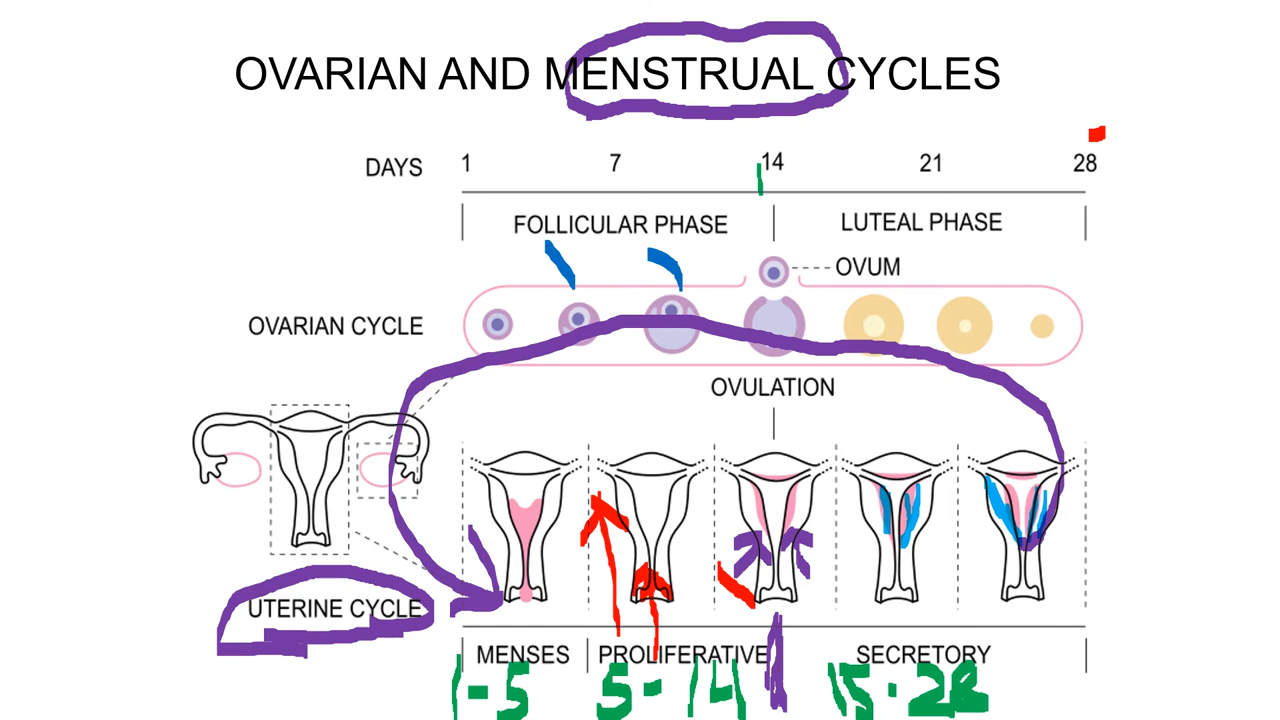 OVARIAN AND MENSTRUAL CYCLES
DAYS 1 7 14 21 28
FOLLICULAR PHASE LUTEAL PHASE
OVUM
OVARIAN CYCLE
OVULATION
UTERINE CYCLE
MENSES PROLIFERATIVE SECRETORY
1-5 5-14 15-28